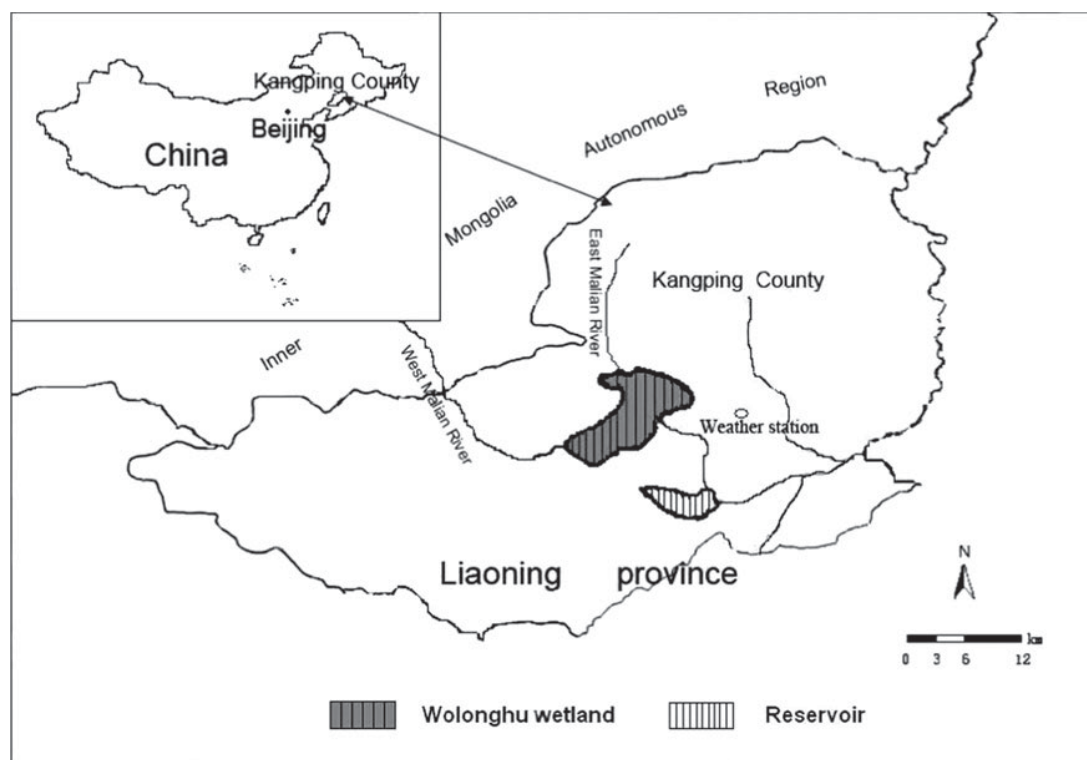 Kangping County
Beijing
China
Region
Autonomous
Mongolia
Inner
East Malian River
West Malian River
Kangping County
Weather station
Liaoning province
N
km
0 3 6 12
Wolonghu wetland
Reservoir